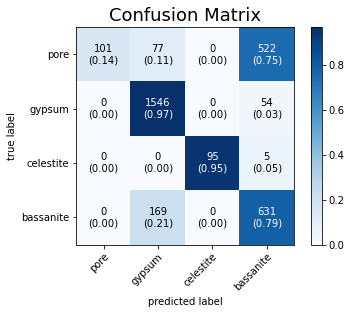 Confusion Matrix
true label
pore
101 77 0 522
(0.14) (0.11) (0.00) (0.75)
gypsum
0 1546 0 54
(0.00) (0.97) (0.00) (0.03)
celestite
0 0 95 5
(0.00) (0.00) (0.95) (0.05)
bassanite
0 169 0 631
(0.00) (0.21) (0.00) (0.79)
pore gypsum celestite bassanite
predicted label
0.8
0.6
0.4
0.2
0.0